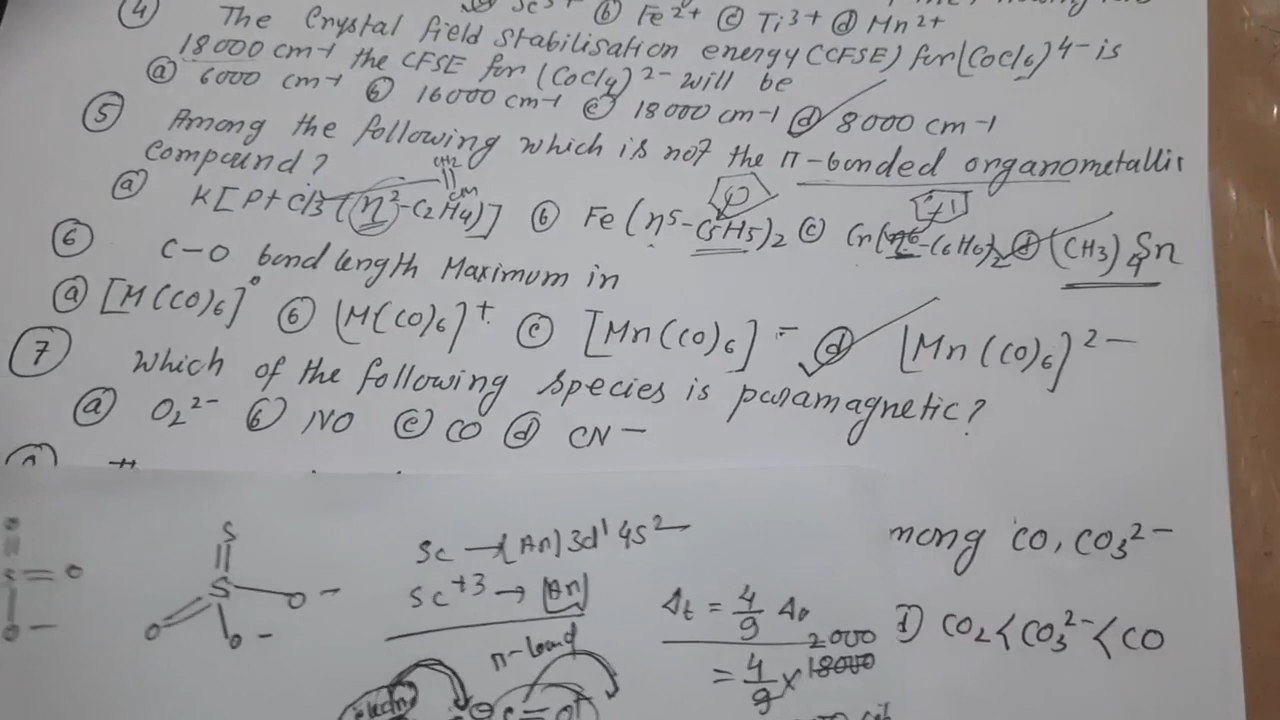 ⓑ Fe2+ ⓒ Ti3+ ⓓ Mn2+
④ The Crystal field stabilisation energy (CFSE) for (CoCl6)4- is
18000 cm-1 the CFSE for (CoCl4)2- will be
ⓐ 6000 cm-1 ⓑ 16000 cm-1 ⓒ 18000 cm-1 ⓓ 8000 cm-1
⑤ Among the following which is not the π-bonded organometallic
Compound?
CH2
ⓐ K[PtCl3(η2-C2H4)] ⓑ Fe(η5-C5H5)2 ⓒ Cr(η6-C6H6)2 ⓓ (CH3)4Sn
⑥ C-O bond length Maximum in
ⓐ [M(CO)6]0 ⓑ [M(CO)6]+ ⓒ [Mn(CO)6]- ⓓ [Mn(CO)6]2-
⑦ which of the following species is paramagnetic?
ⓐ O22- ⓑ NO ⓒ CO ⓓ CN-
S
S
O
O-
O
O-
O-
Sc → [Ar] 3d1 4s2
Sc+3 → [Ar]
π-bond
Δt = 4/9 Δo
2000
= 4/9 × 18000
mong CO, CO32-
1) CO2<CO32-<CO